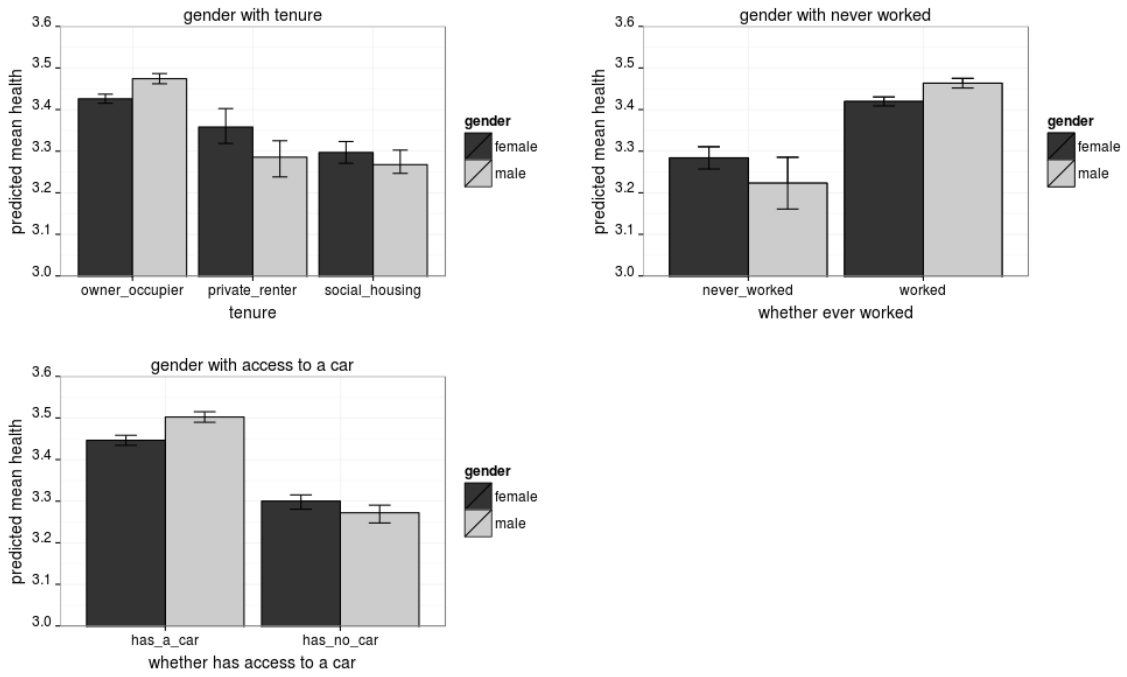 gender with tenure
predicted mean health
3.6
3.5
3.4
3.3
3.2
3.1
3.0
owner_occupier private_renter social_housing
tenure
gender
female
male
gender with never worked
predicted mean health
3.6
3.5
3.4
3.3
3.2
3.1
3.0
never_worked worked
whether ever worked
gender
female
male
gender with access to a car
predicted mean health
3.6
3.5
3.4
3.3
3.2
3.1
3.0
has_a_car has_no_car
whether has access to a car
gender
female
male